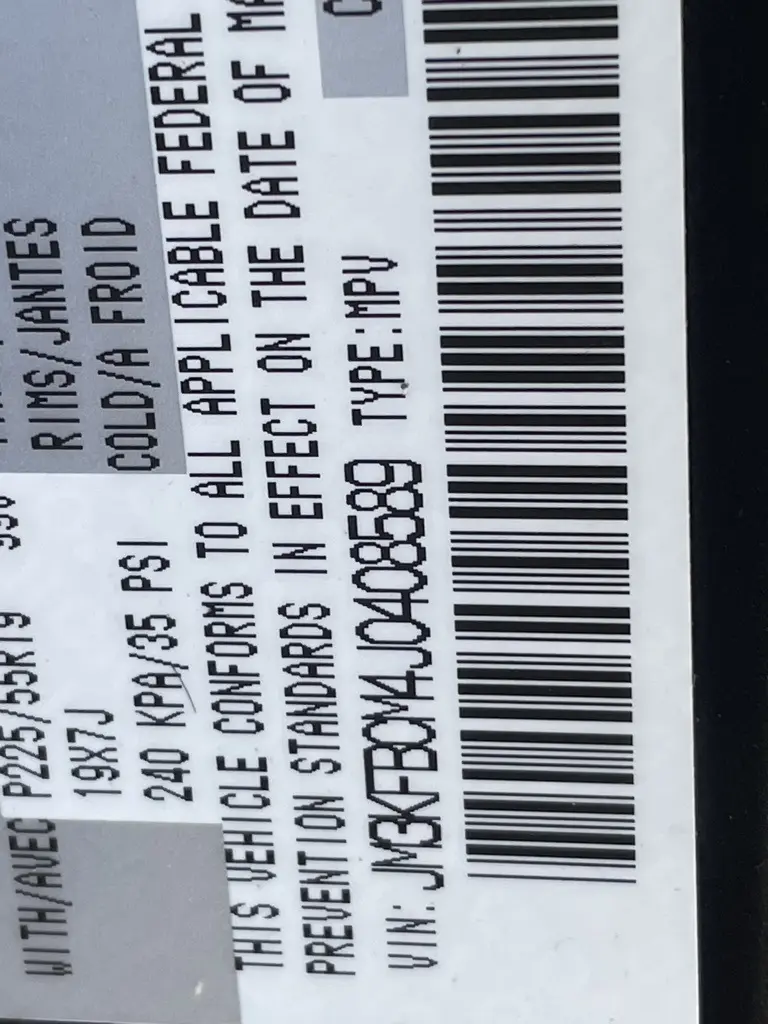 WITH/AVEC P225/55R19
19X7J RIMS/JANTES
240 KPA/35 PSI COLD/A FROID
THIS VEHICLE CONFORMS TO ALL APPLICABLE FEDERAL
PREVENTION STANDARDS IN EFFECT ON THE DATE OF
VIN: JM3KFBCM4J0408589 TYPE:MPV